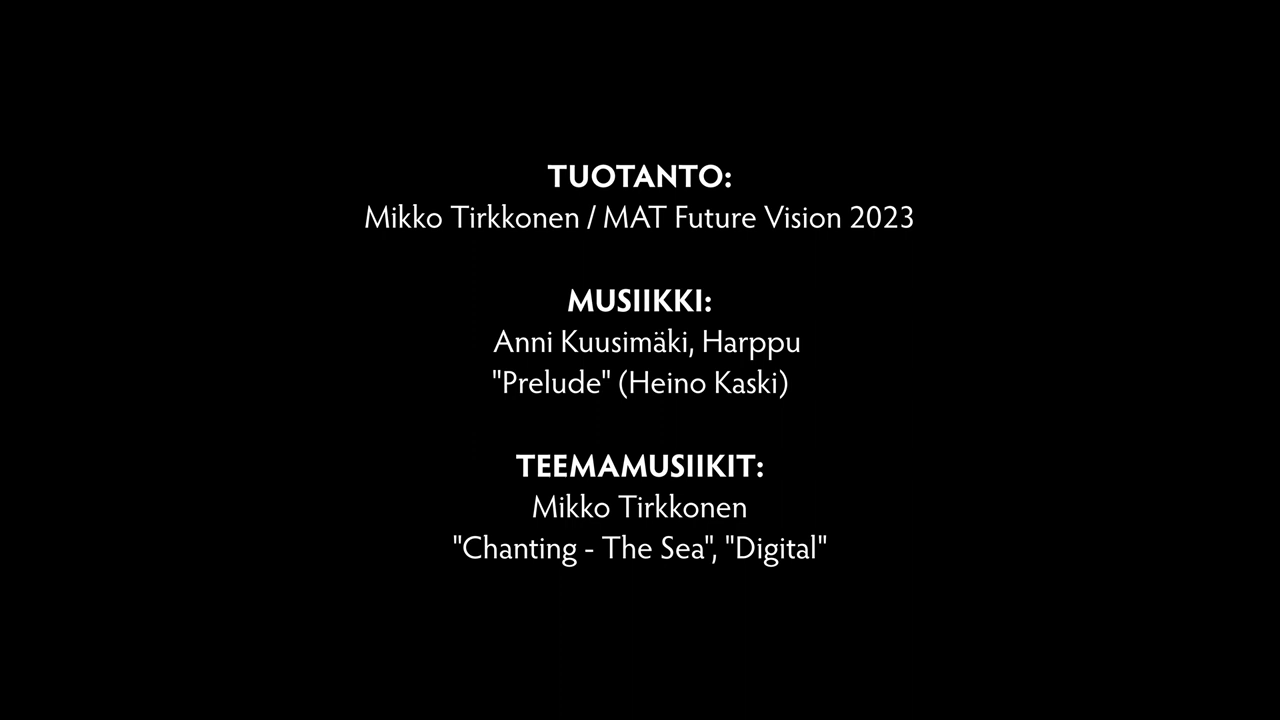 TUOTANTO:
Mikko Tirkkonen / MAT Future Vision 2023
MUSIIKKI:
Anni Kuusimäki, Harppu
"Prelude" (Heino Kaski)
TEEMAMUSIIKIT:
Mikko Tirkkonen
"Chanting - The Sea", "Digital"